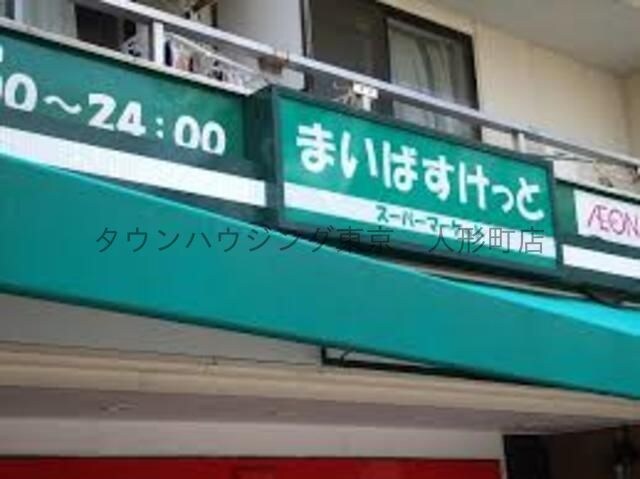 00～24:00
まいばすけっと
スーパーマーケット
ÆON
タウンハウジング東京　人形町店